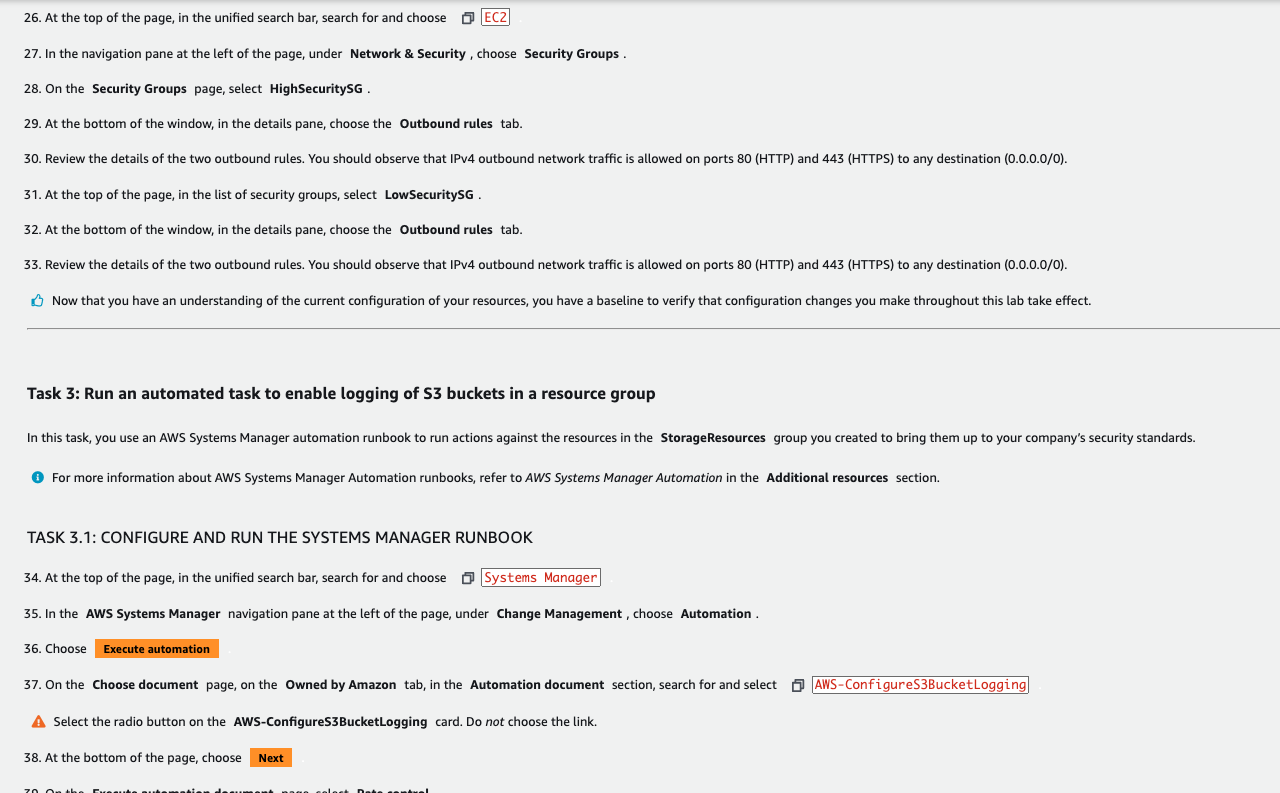 26. At the top of the page, in the unified search bar, search for and choose EC2 .
27. In the navigation pane at the left of the page, under Network & Security , choose Security Groups .
28. On the Security Groups page, select HighSecuritySG .
29. At the bottom of the window, in the details pane, choose the Outbound rules tab.
30. Review the details of the two outbound rules. You should observe that IPv4 outbound network traffic is allowed on ports 80 (HTTP) and 443 (HTTPS) to any destination (0.0.0.0/0).
31. At the top of the page, in the list of security groups, select LowSecuritySG .
32. At the bottom of the window, in the details pane, choose the Outbound rules tab.
33. Review the details of the two outbound rules. You should observe that IPv4 outbound network traffic is allowed on ports 80 (HTTP) and 443 (HTTPS) to any destination (0.0.0.0/0).
Now that you have an understanding of the current configuration of your resources, you have a baseline to verify that configuration changes you make throughout this lab take effect.
Task 3: Run an automated task to enable logging of S3 buckets in a resource group
In this task, you use an AWS Systems Manager automation runbook to run actions against the resources in the StorageResources group you created to bring them up to your company's security standards.
For more information about AWS Systems Manager Automation runbooks, refer to AWS Systems Manager Automation in the Additional resources section.
TASK 3.1: CONFIGURE AND RUN THE SYSTEMS MANAGER RUNBOOK
34. At the top of the page, in the unified search bar, search for and choose Systems Manager .
35. In the AWS Systems Manager navigation pane at the left of the page, under Change Management , choose Automation .
36. Choose Execute automation .
37. On the Choose document page, on the Owned by Amazon tab, in the Automation document section, search for and select AWS-ConfigureS3BucketLogging
Select the radio button on the AWS-ConfigureS3BucketLogging card. Do not choose the link.
38. At the bottom of the page, choose Next .
39. On the Execute automation document page, select Rate control